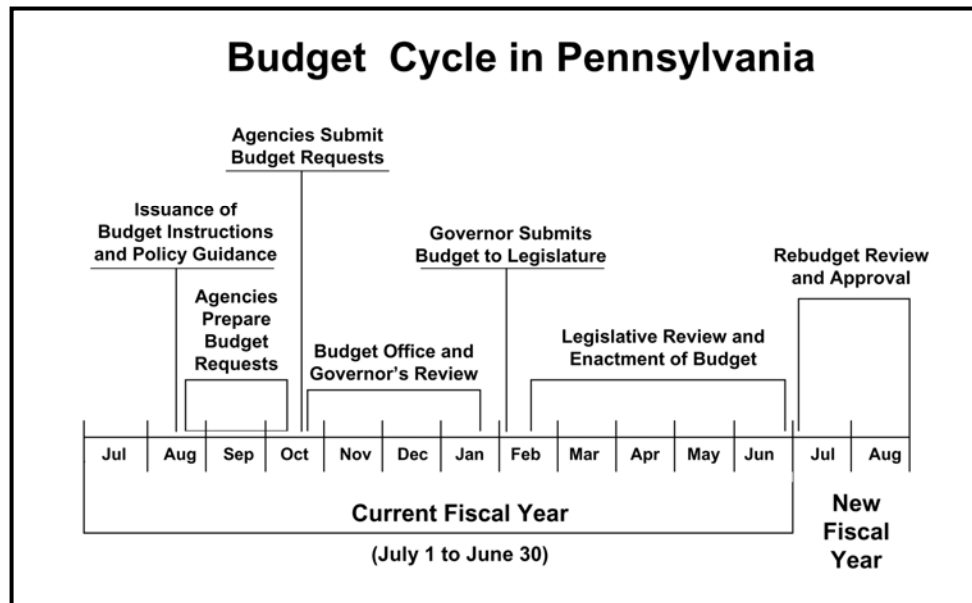 Budget Cycle in Pennsylvania
Agencies Submit
Budget Requests
Issuance of
Budget Instructions
and Policy Guidance
Governor Submits
Budget to Legislature
Rebudget Review
and Approval
Agencies
Prepare
Budget
Requests
Budget Office and
Governor's Review
Legislative Review and
Enactment of Budget
Jul Aug Sep Oct Nov Dec Jan Feb Mar Apr May Jun Jul Aug
Current Fiscal Year
(July 1 to June 30)
New
Fiscal
Year